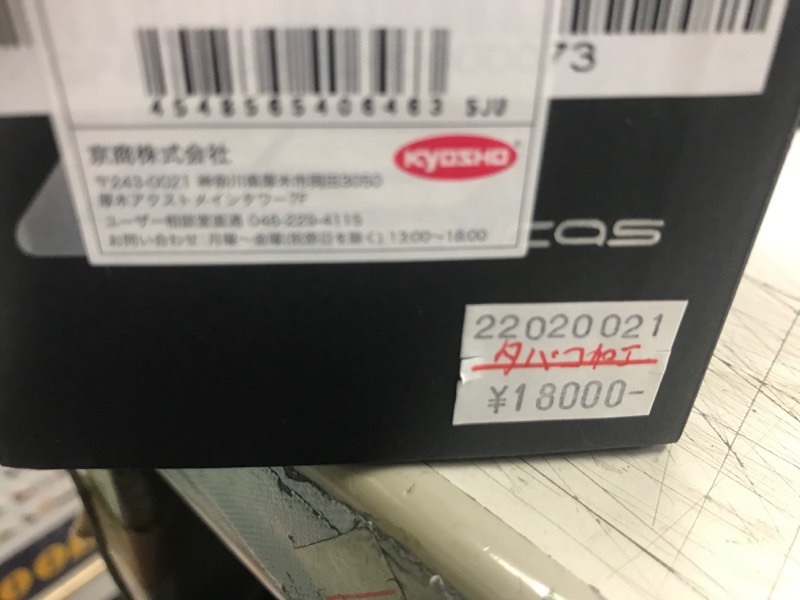 73
4548565406463 SJU
京商株式会社
KYOSHO
〒243-0021 神奈川県厚木市岡田3050
厚木アクストメインタワー7F
ユーザー相談室直通 046-229-4115
お問い合わせ:月曜〜金曜(祝祭日を除く)13:00〜18:00
cas
22020021
タバコ加工
¥18000-